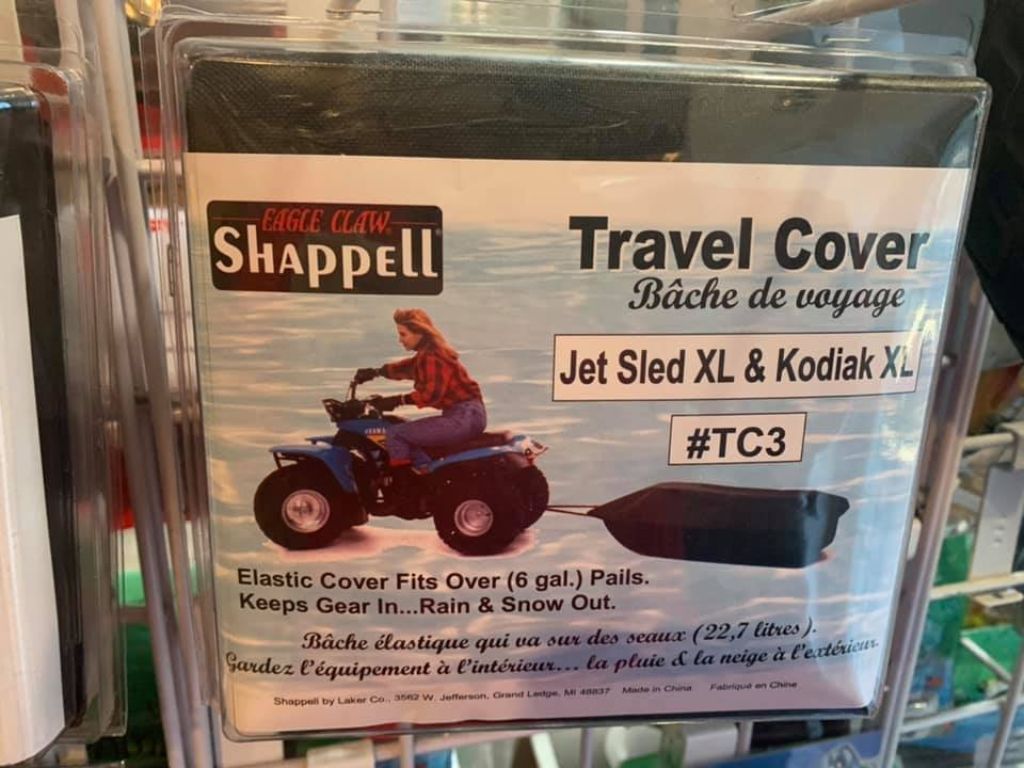 EAGLE CLAW
SHAPPELL
Travel Cover
Bâche de voyage
Jet Sled XL & Kodiak XL
#TC3
Elastic Cover Fits Over (6 gal.) Pails.
Keeps Gear In...Rain & Snow Out.
Bâche élastique qui va sur des seaux (22,7 litres).
Gardez l'équipement à l'intérieur... la pluie & la neige à l'extérieur.
Shappell by Laker Co., 3562 W. Jefferson, Grand Ledge, MI 48837 Made in China Fabriqué en Chine